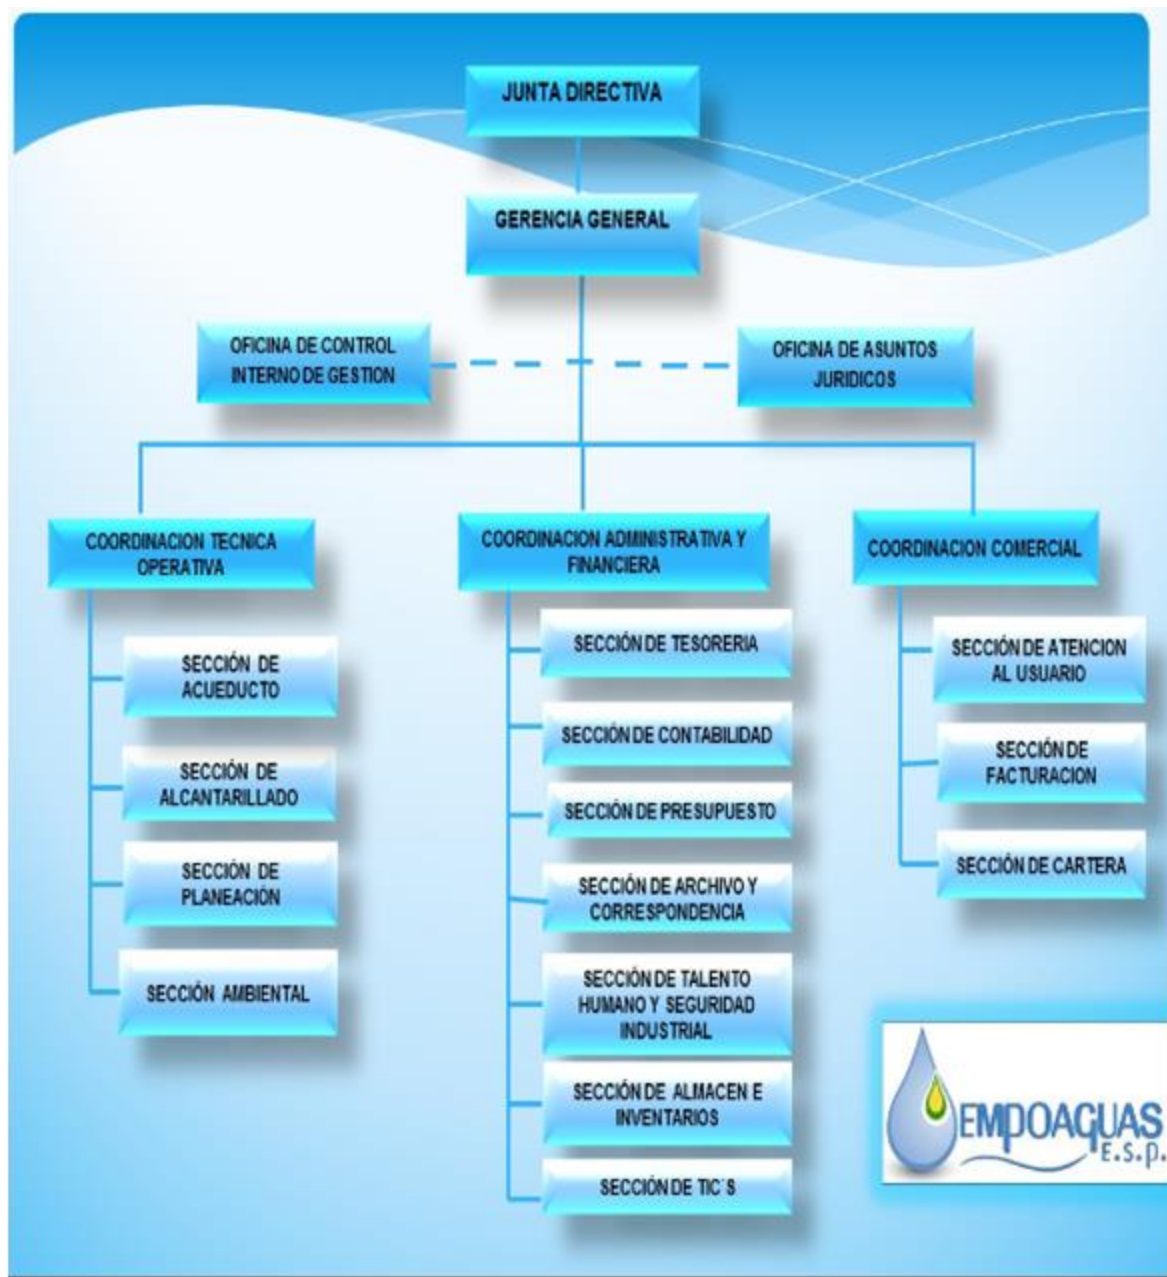 JUNTA DIRECTIVA
GERENCIA GENERAL
OFICINA DE CONTROL
INTERNO DE GESTION
OFICINA DE ASUNTOS
JURIDICOS
COORDINACION TECNICA
OPERATIVA
SECCIÓN DE
ACUEDUCTO
SECCIÓN DE
ALCANTARILLADO
SECCIÓN DE
PLANEACIÓN
SECCIÓN AMBIENTAL
COORDINACION ADMINISTRATIVA Y
FINANCIERA
SECCIÓN DE TESORERIA
SECCIÓN DE CONTABILIDAD
SECCIÓN DE PRESUPUESTO
SECCIÓN DE ARCHIVO Y
CORRESPONDENCIA
SECCIÓN DE TALENTO
HUMANO Y SEGURIDAD
INDUSTRIAL
SECCIÓN DE ALMACEN E
INVENTARIOS
SECCIÓN DE TIC´S
COORDINACION COMERCIAL
SECCIÓN DE ATENCION
AL USUARIO
SECCIÓN DE
FACTURACION
SECCIÓN DE CARTERA
EMPOAGUAS
E.S.P.